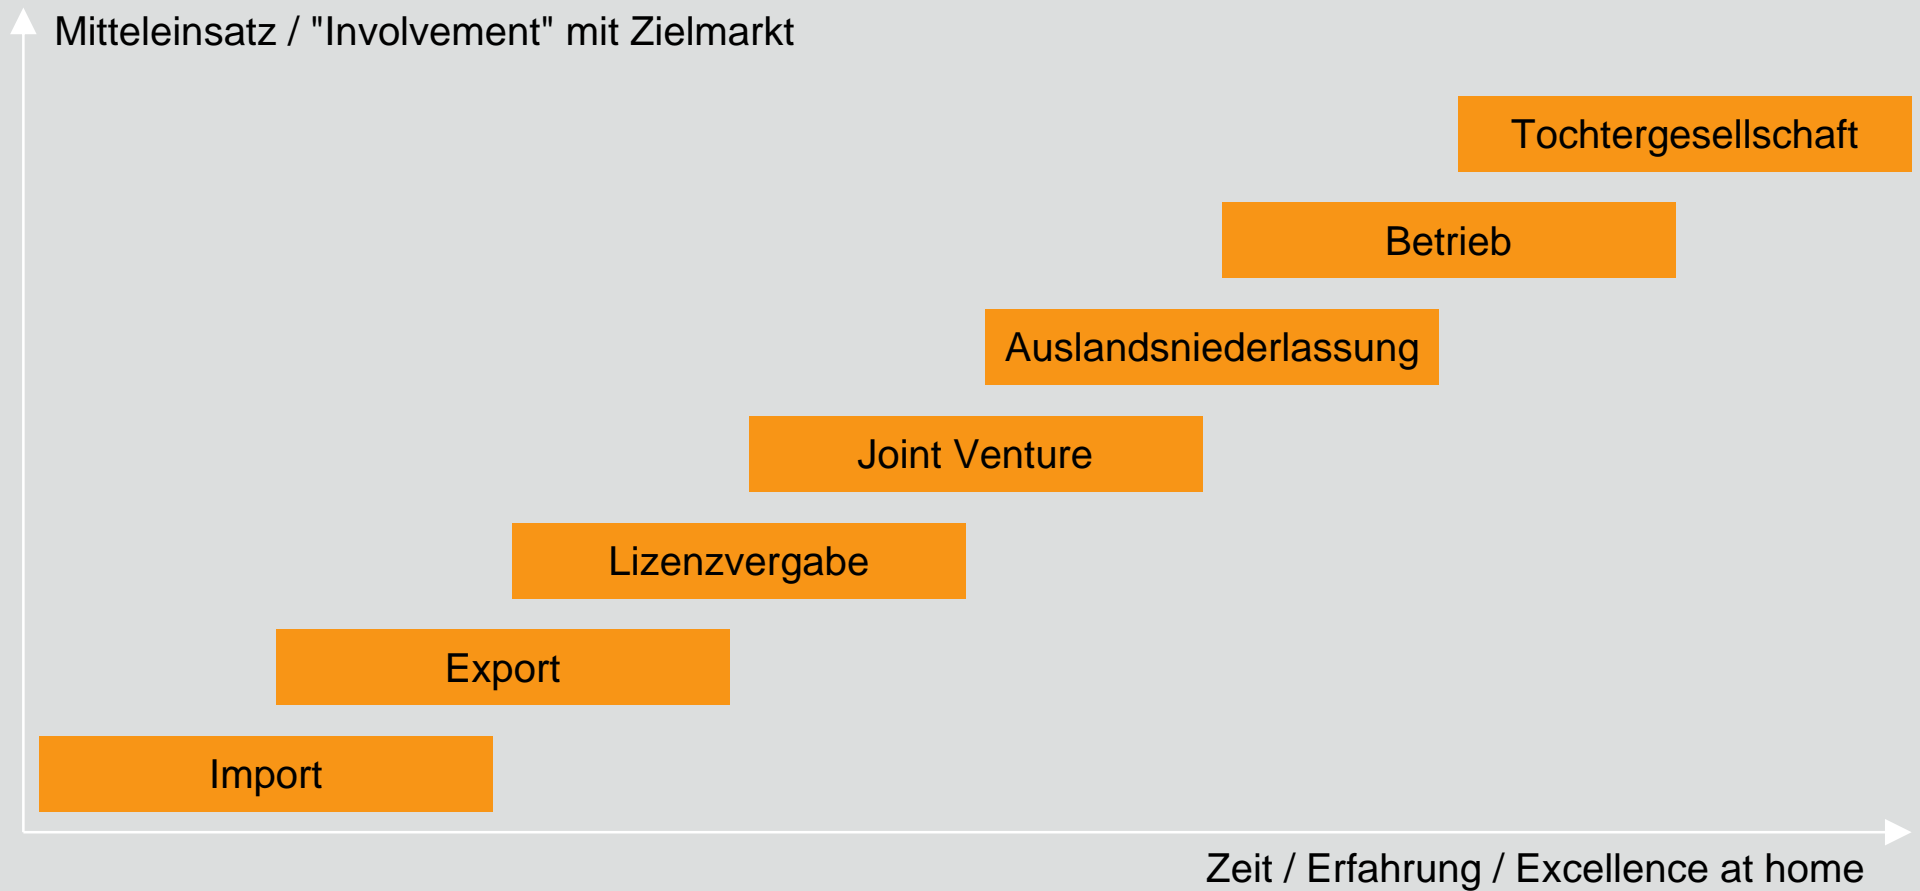 Mitteleinsatz / "Involvement" mit Zielmarkt
Tochtergesellschaft
Betrieb
Auslandsniederlassung
Joint Venture
Lizenzvergabe
Export
Import
Zeit / Erfahrung / Excellence at home